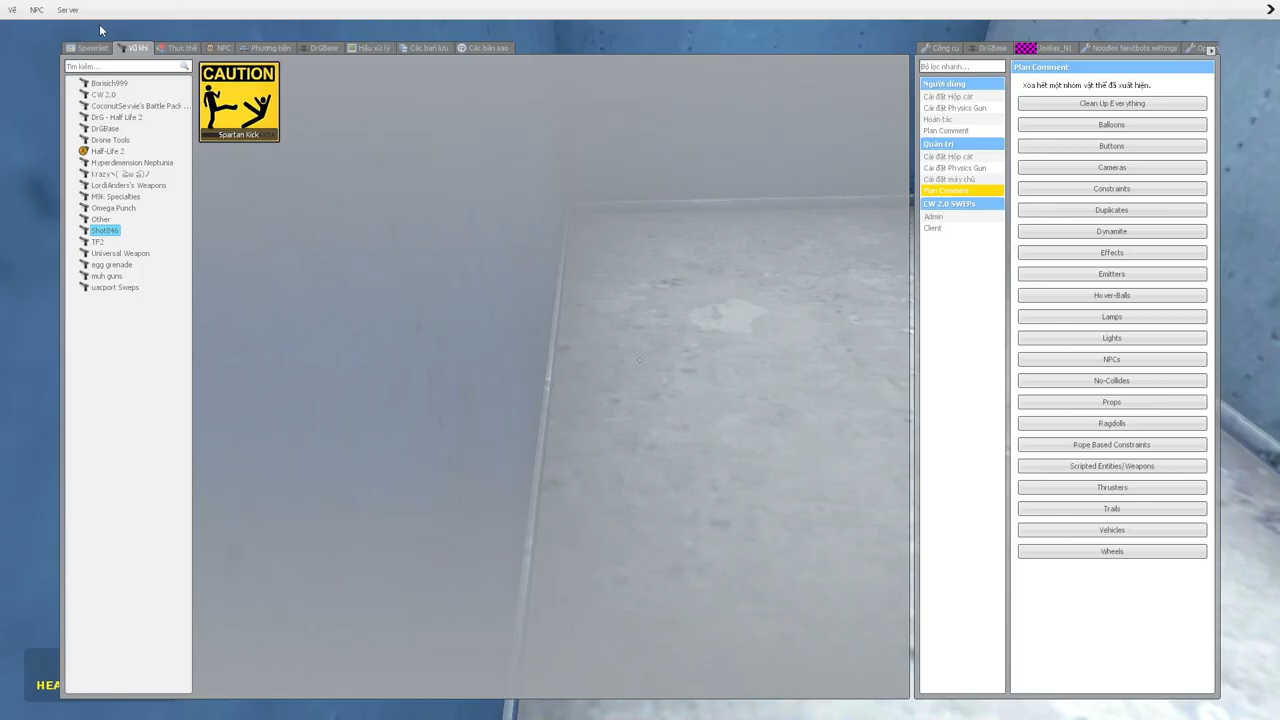 Vẽ NPC Server
Spawnlist Vũ khí Thực thể NPC Phương tiện DrGBase Hậu xử lý Các bản lưu Các bản sao
Tìm kiếm...
Borisich999
CW 2.0
CoconutSevvie's Battle Pack ...
DrG - Half Life 2
DrGBase
Drone Tools
Half-Life 2
Hyperdimension Neptunia
LordiAnders's Weapons
M9K Specialties
Omega Punch
Other
Shot846
TF2
Universal Weapon
egg grenade
muh guns
uacport Sweps
CAUTION
Spartan Kick
HEA
Công cụ DrGBase Joellas_N1 Noodles Nextbots settings
Bộ lọc nhanh...
Người dùng
Cài đặt Hộp cát
Cài đặt Physics Gun
Hoàn tác
Plan Comment
Quản trị
Cài đặt Hộp cát
Cài đặt Physics Gun
Cài đặt máy chủ
Plan Comment
CW 2.0 SWEPs
Admin
Client
Plan Comment
Xóa hết một nhóm vật thể đã xuất hiện.
Clean Up Everything
Balloons
Buttons
Cameras
Constraints
Duplicates
Dynamite
Effects
Emitters
Hover-Balls
Lamps
Lights
NPCs
No-Collides
Props
Ragdolls
Rope Based Constraints
Scripted Entities/Weapons
Thrusters
Trails
Vehicles
Wheels